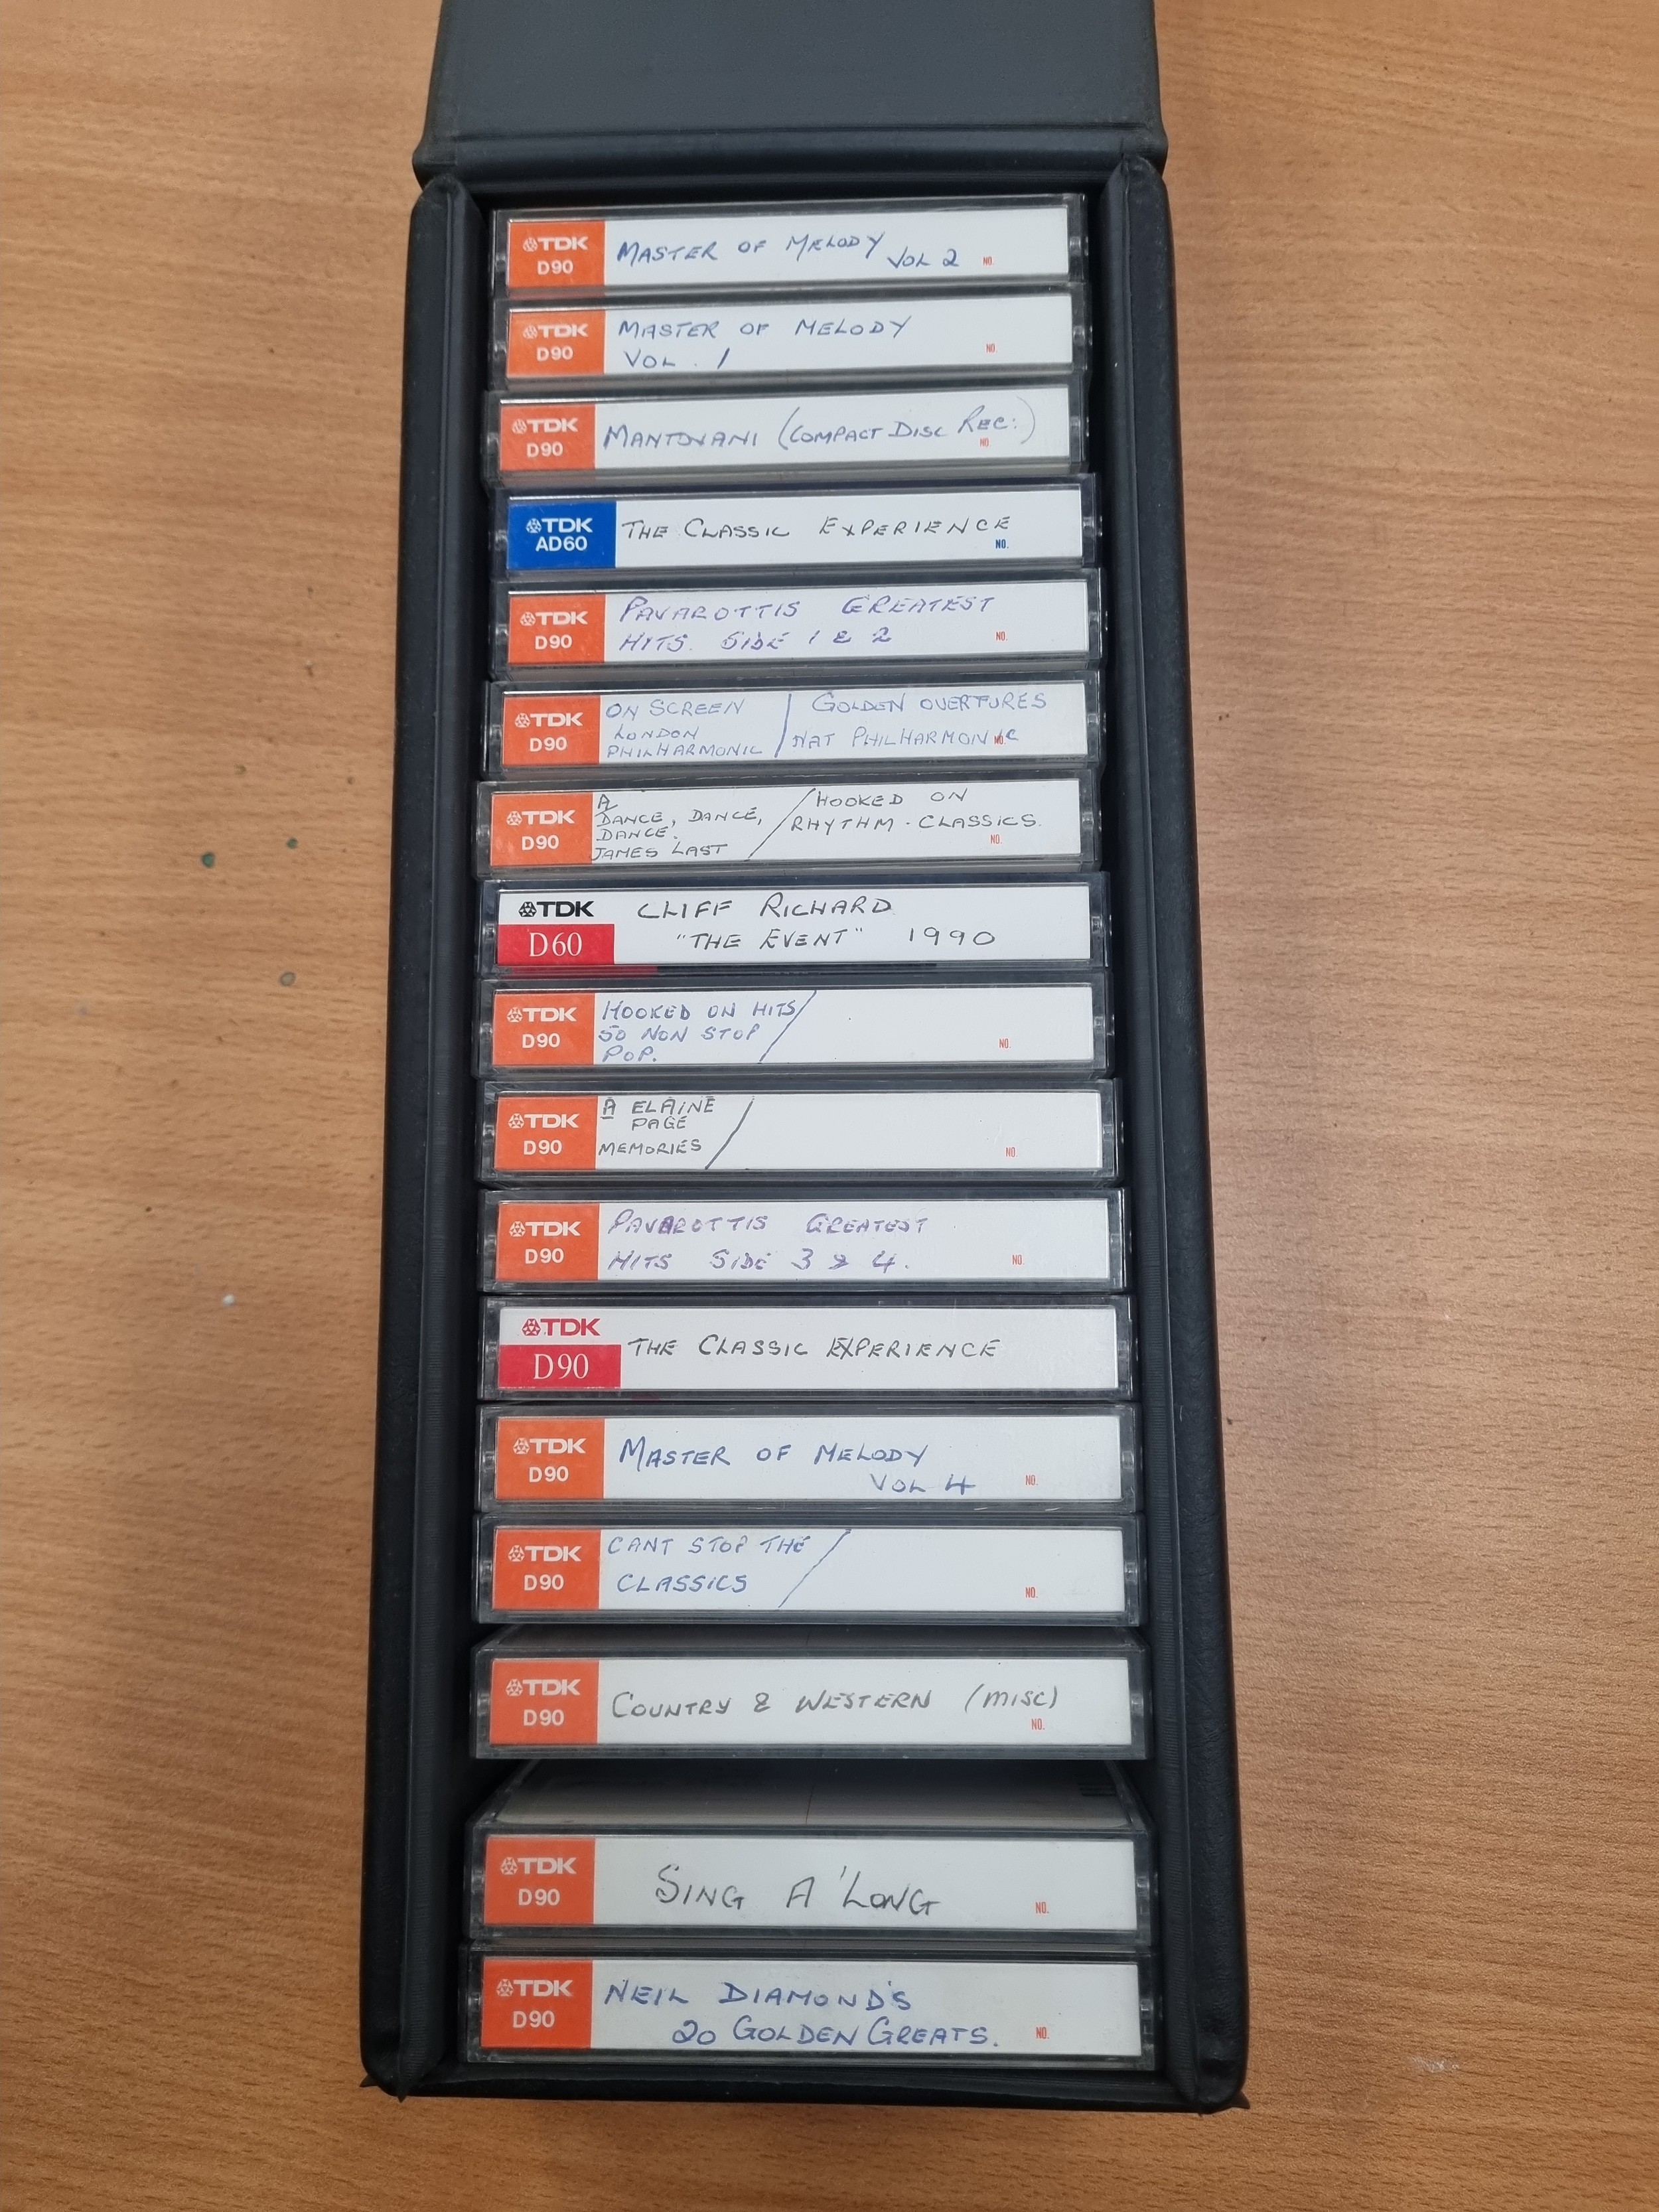 TDK
D90
MASTER OF MELODY VOL 2
NO.
TDK
D90
MASTER OF MELODY
VOL. 1
NO.
TDK
D90
MANTOVANI (COMPACT DISC REC:)
NO.
TDK
AD60
THE CLASSIC EXPERIENCE
NO.
TDK
D90
PAVAROTTIS GREATEST
HITS. SIDE 1 & 2
NO.
TDK
D90
ON SCREEN
LONDON
PHILHARMONIC
/ GOLDEN OVERTURES
NAT PHILHARMONIC
NO.
TDK
D90
A
DANCE, DANCE,
DANCE.
JAMES LAST
/ HOOKED ON
RHYTHM - CLASSICS.
NO.
TDK
D60
CLIFF RICHARD
"THE EVENT" 1990
TDK
D90
HOOKED ON HITS /
50 NON STOP
POP.
NO.
TDK
D90
A ELAINE
PAGE
MEMORIES /
NO.
TDK
D90
PAVAROTTIS GREATEST
HITS SIDE 3 & 4.
NO.
TDK
D90
THE CLASSIC EXPERIENCE
TDK
D90
MASTER OF MELODY
VOL 4
NO.
TDK
D90
CANT STOP THE /
CLASSICS
NO.
TDK
D90
COUNTRY & WESTERN (MISC)
NO.
TDK
D90
SING A 'LONG
NO.
TDK
D90
NEIL DIAMOND'S
20 GOLDEN GREATS.
NO.